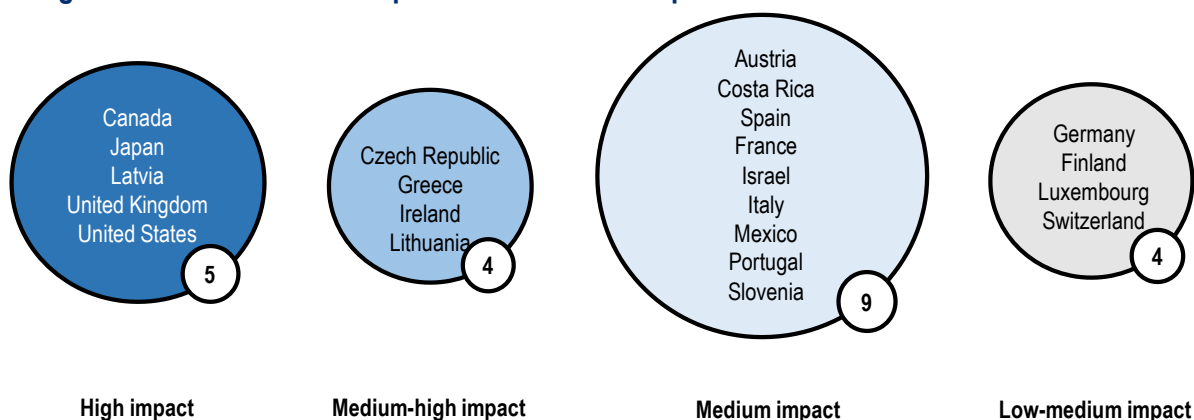 Canada
Japan
Latvia
United Kingdom
United States
5
High impact
Czech Republic
Greece
Ireland
Lithuania
4
Medium-high impact
Austria
Costa Rica
Spain
France
Israel
Italy
Mexico
Portugal
Slovenia
9
Medium impact
Germany
Finland
Luxembourg
Switzerland
4
Low-medium impact